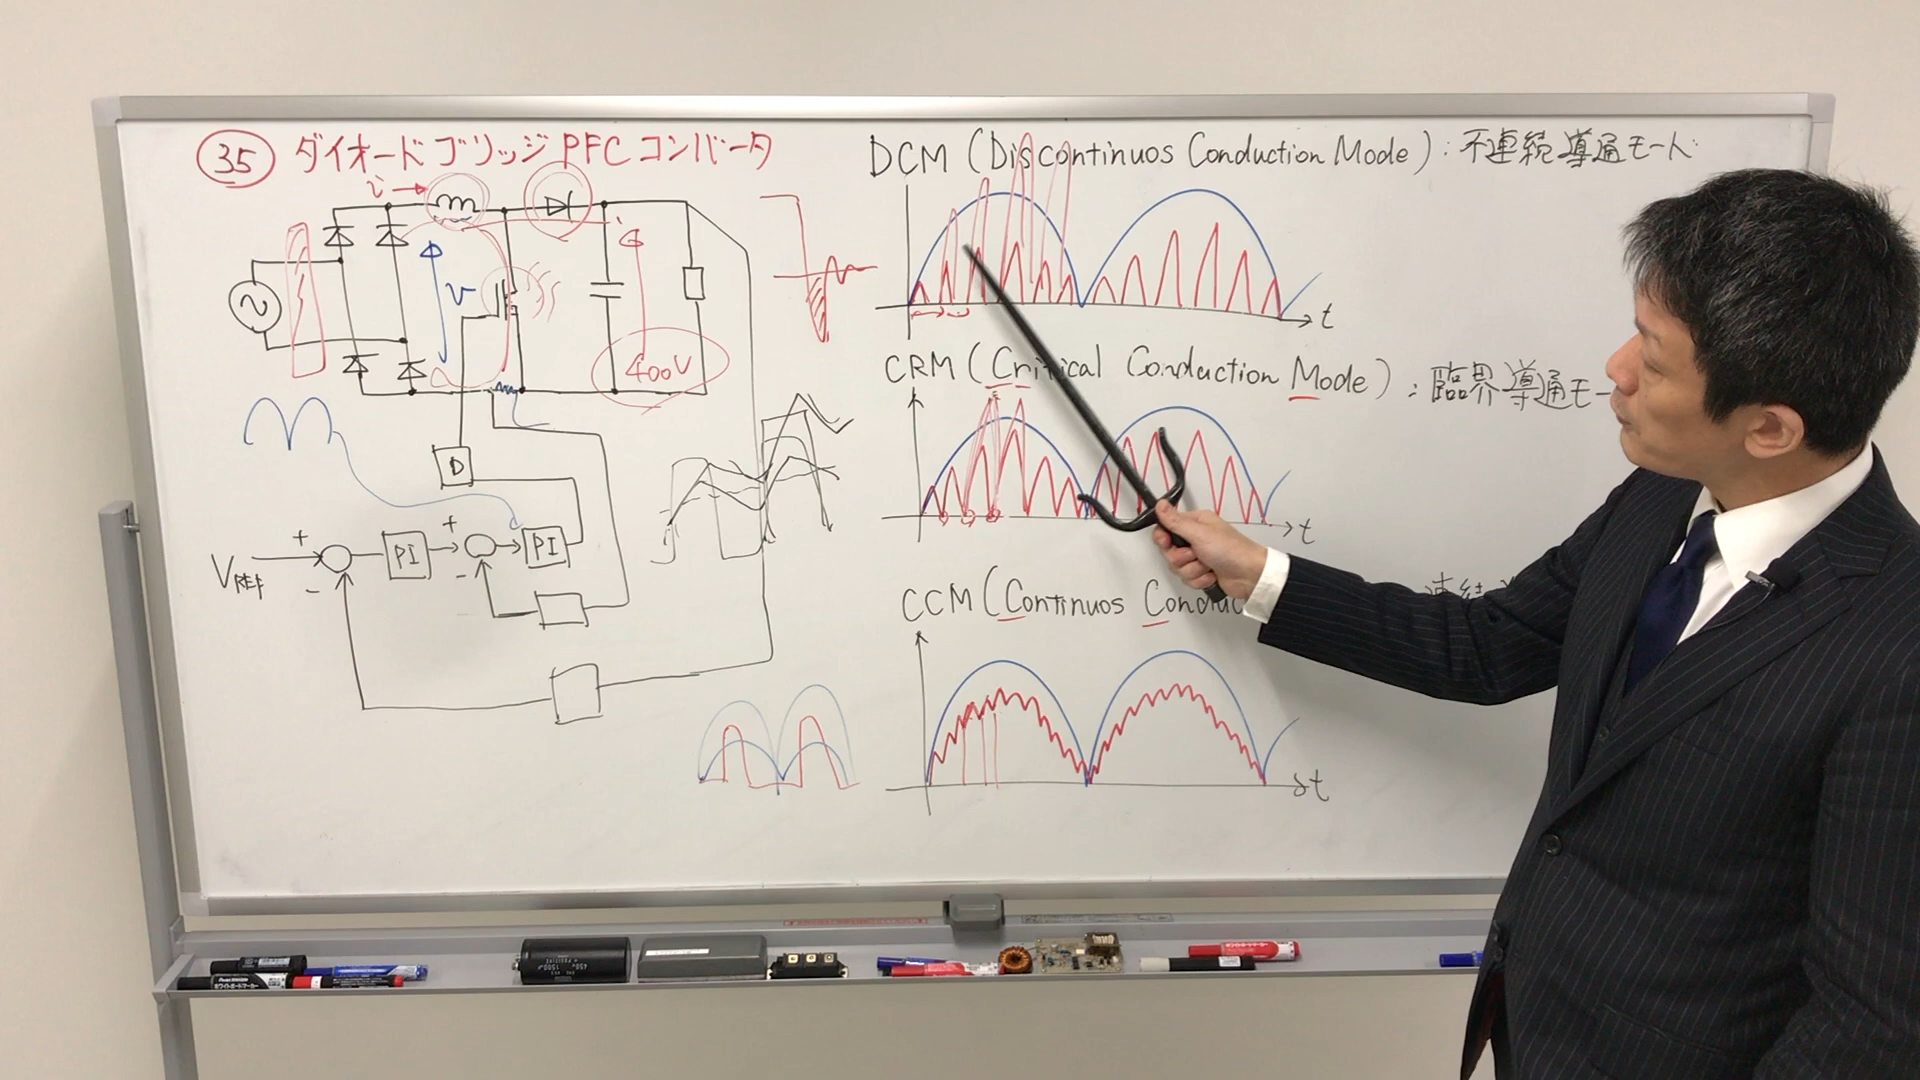 35 ダイオードブリッジPFCコンバータ
i
V
400V
D
VREF
+
-
PI
+
-
PI
DCM (Discontinuos Conduction Mode) : 不連続導通モード
t
CRM (Critical Conduction Mode) : 臨界導通モー
t
CCM (Continuos Conduc
t